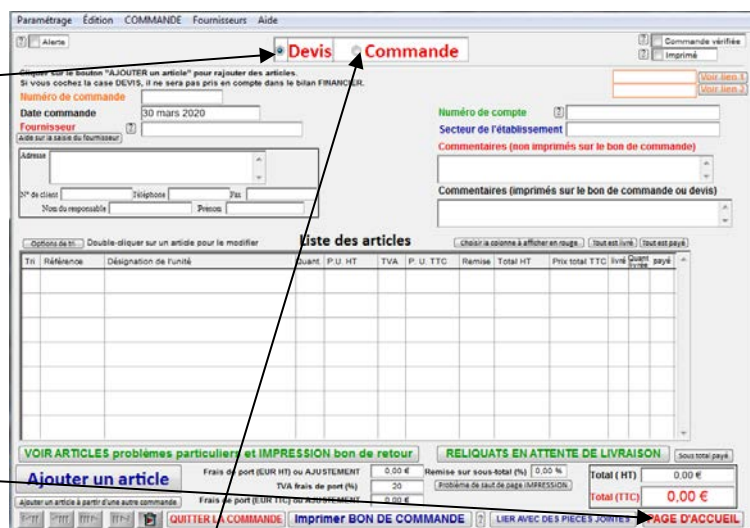 Paramétrage Édition COMMANDE Fournisseurs Aide
? Alerte
Devis Commande
? Commande vérifiée
? Imprimé
Cliquer sur le bouton "AJOUTER un article" pour rajouter des articles.
Si vous cochez la case DEVIS, il ne sera pas pris en compte dans le bilan FINANCIER.
Voir lien 1
Voir lien 2
Numéro de commande
Date commande 30 mars 2020
Numéro de compte ?
Fournisseur ?
Secteur de l'établissement
Aide sur la saisie du fournisseur
Commentaires (non imprimés sur le bon de commande)
Adresse
Commentaires (imprimés sur le bon de commande ou devis)
N° de client Téléphone Fax
Nom du responsable Prénom
Options de tri Double-cliquer sur un article pour le modifier Liste des articles Choisir la colonne à afficher en rouge Tout est livré Tout est payé
Tri Référence Désignation de l'unité Quant P.U. HT TVA P. U. TTC Remise Total HT Prix total TTC livré Quant livrée payé
VOIR ARTICLES problèmes particuliers et IMPRESSION bon de retour RELIQUATS EN ATTENTE DE LIVRAISON Sous total payé
Ajouter un article
Frais de port (EUR HT) ou AJUSTEMENT 0,00 € Remise sur sous-total (%) 0,00 % Total ( HT) 0,00 €
TVA frais de port (%) 20 Problème de saut de page IMPRESSION
Ajouter un article à partir d'une autre commande Frais de port (EUR TTC) ou AJUSTEMENT 0,00 € Total (TTC) 0,00 €
QUITTER LA COMMANDE Imprimer BON DE COMMANDE ? LIER AVEC DES PIECES JOINTES PAGE D'ACCUEIL